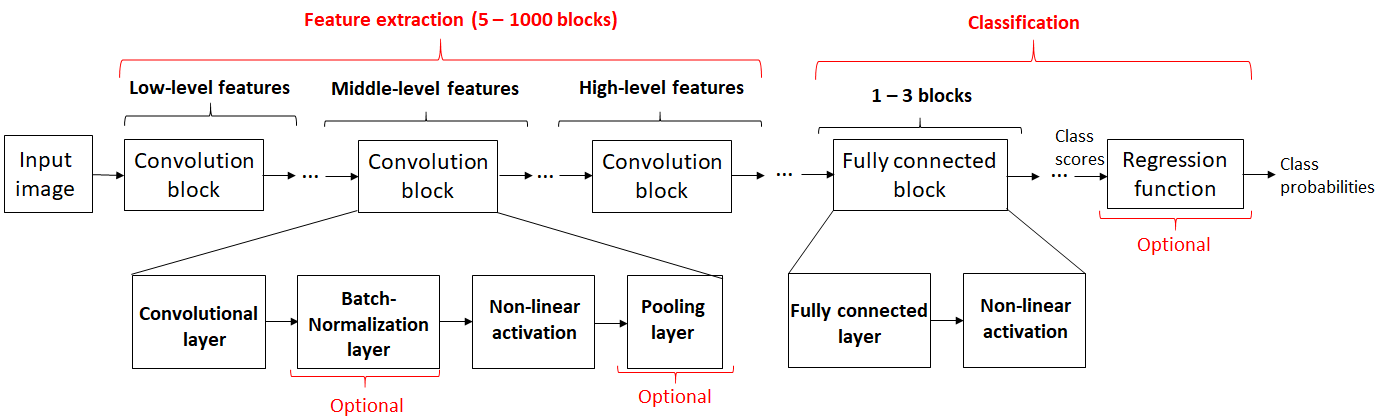 Feature extraction (5 – 1000 blocks)
Classification
Low-level features
Middle-level features
High-level features
1 – 3 blocks
Input
image
Convolution
block
...
Convolution
block
...
Convolution
block
...
Fully connected
block
Class
scores
...
Regression
function
Class
probabilities
Optional
Convolutional
layer
Batch-
Normalization
layer
Non-linear
activation
Pooling
layer
Fully connected
layer
Non-linear
activation
Optional
Optional